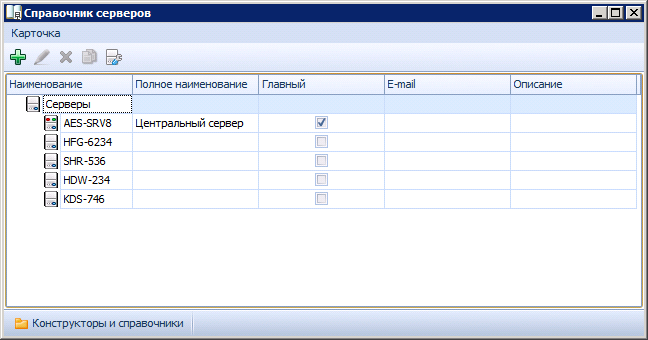 Справочник серверов
Карточка
Наименование Полное наименование Главный E-mail Описание
Серверы
AES-SRV8 Центральный сервер
HFG-6234
SHR-536
HDW-234
KDS-746
Конструкторы и справочники